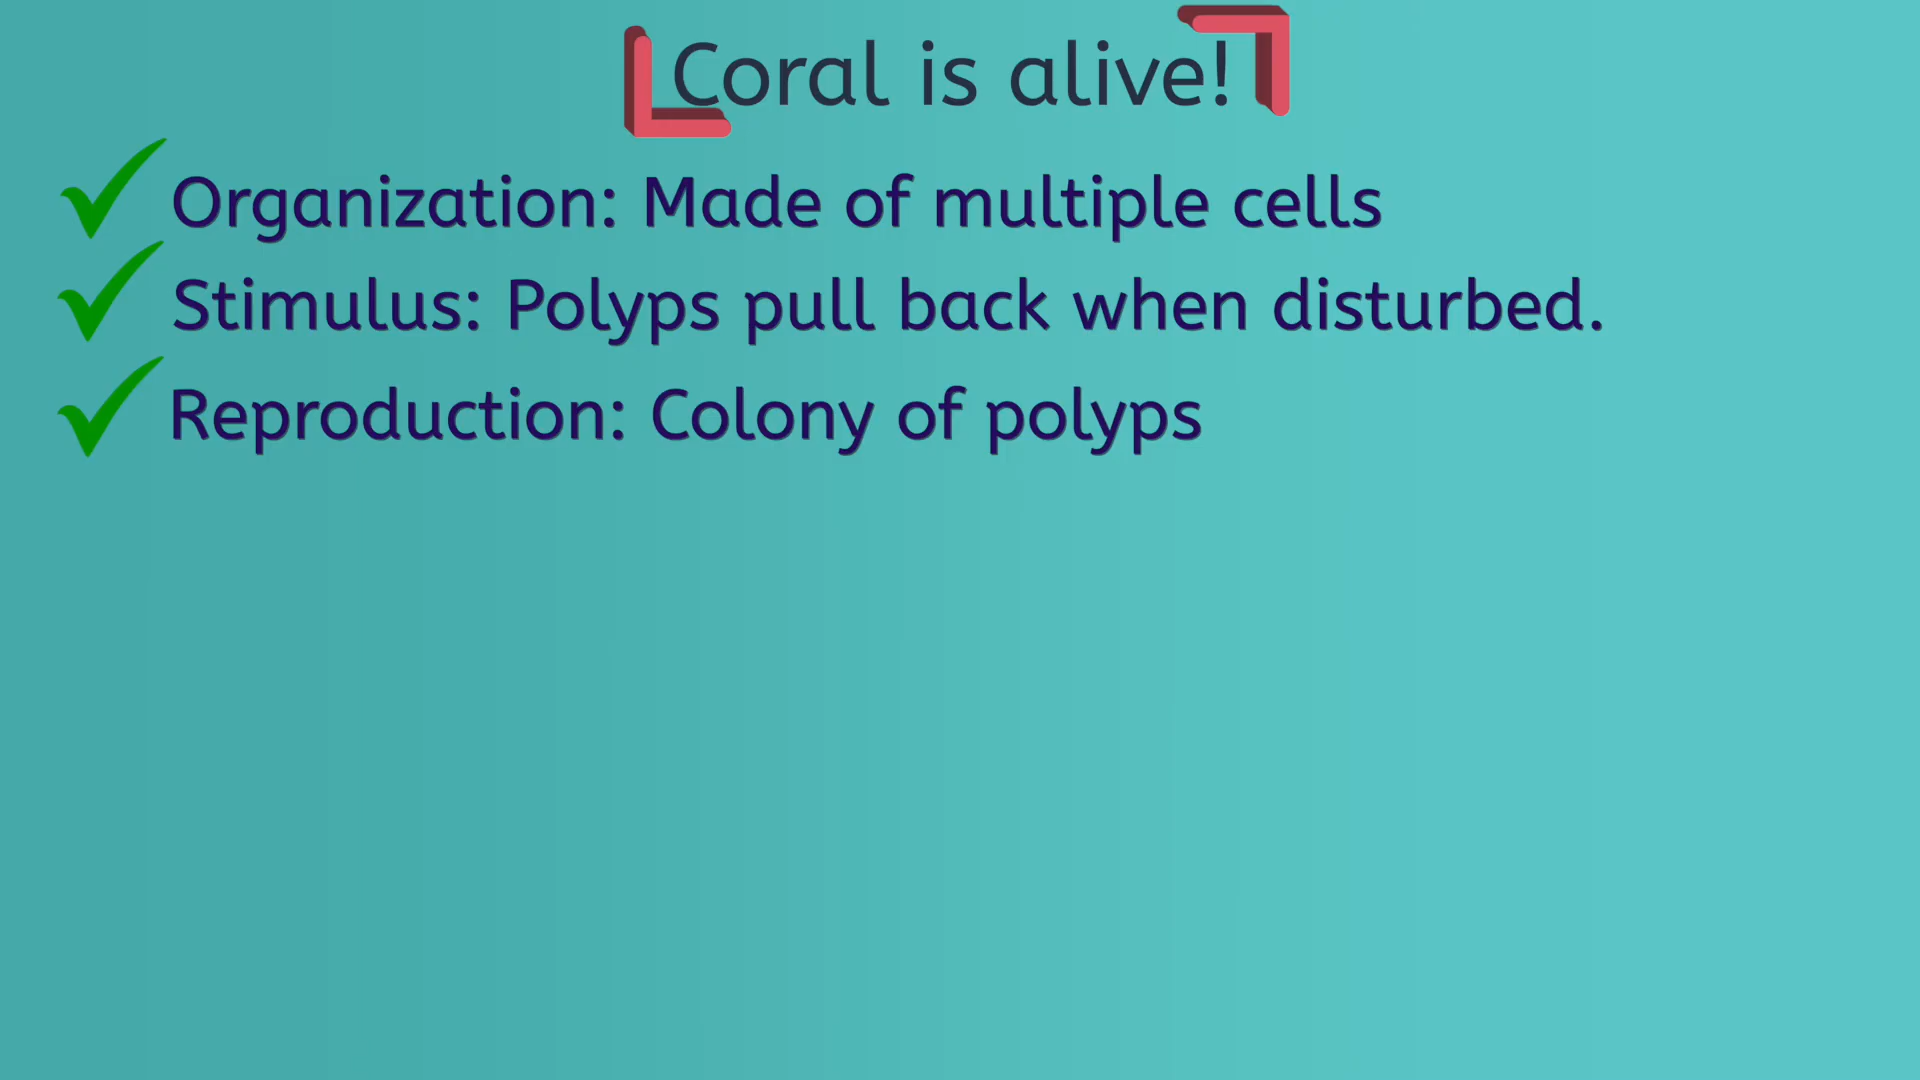 Coral is alive!
Organization: Made of multiple cells
Stimulus: Polyps pull back when disturbed.
Reproduction: Colony of polyps